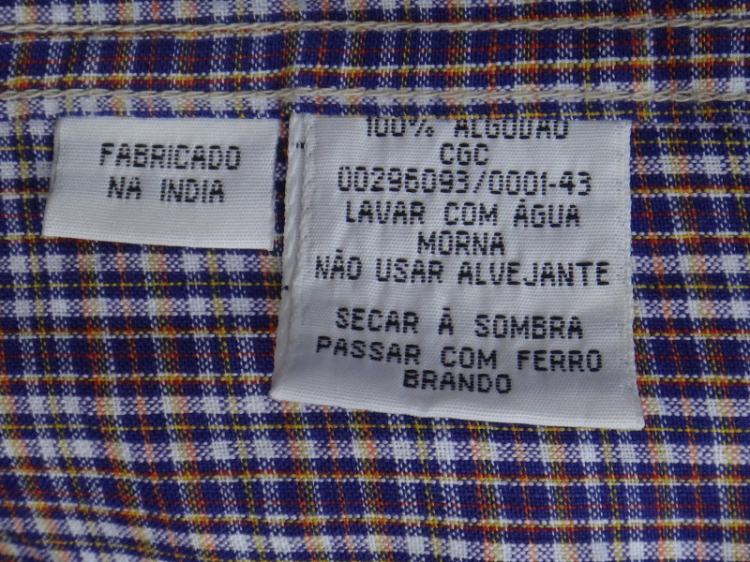 FABRICADO
NA INDIA
100% ALGODÃO
CGC
00296093/0001-43
LAVAR COM ÁGUA
MORNA
NÃO USAR ALVEJANTE
SECAR À SOMBRA
PASSAR COM FERRO
BRANDO